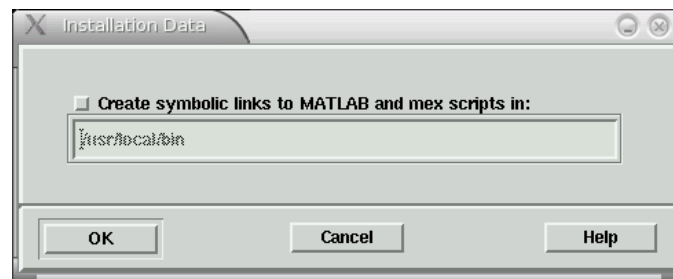 Installation Data
Create symbolic links to MATLAB and mex scripts in:
/usr/local/bin
OK
Cancel
Help